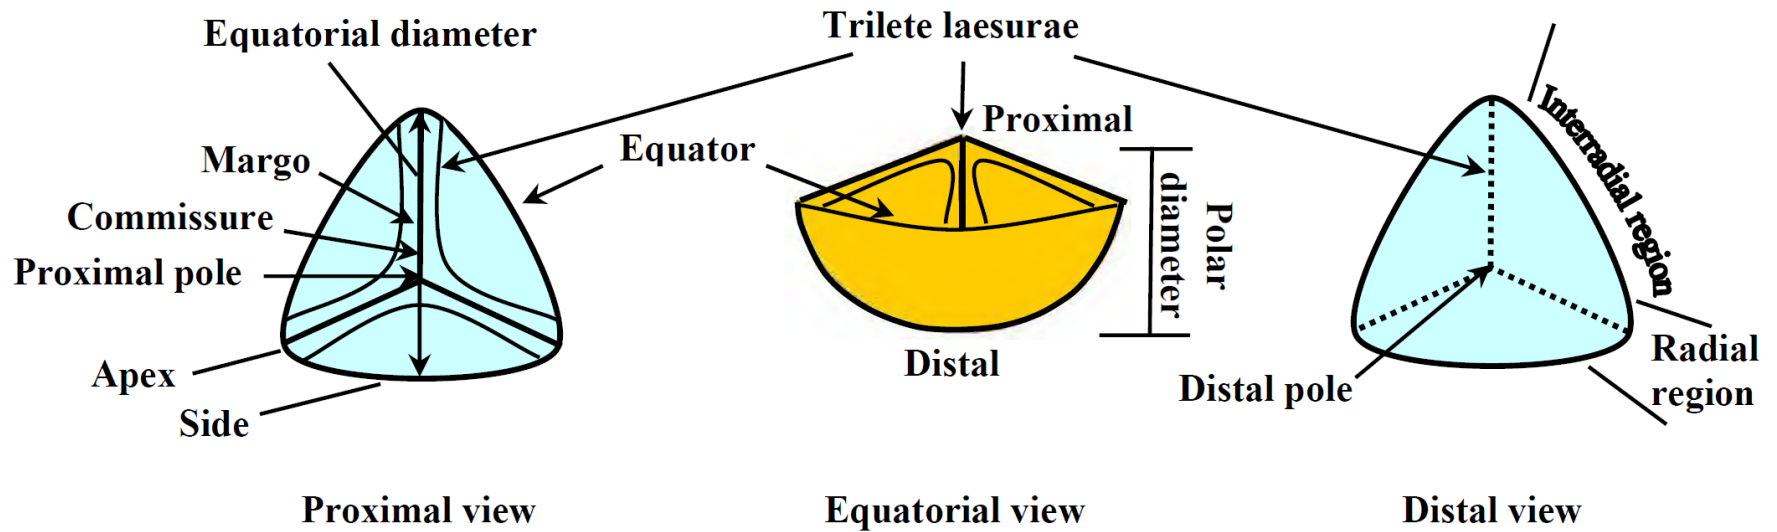 Equatorial diameter
Trilete laesurae
Margo
Commissure
Proximal pole
Apex
Side
Equator
Proximal
Polar
diameter
Distal
Interradial region
Radial
region
Distal pole
Proximal view
Equatorial view
Distal view